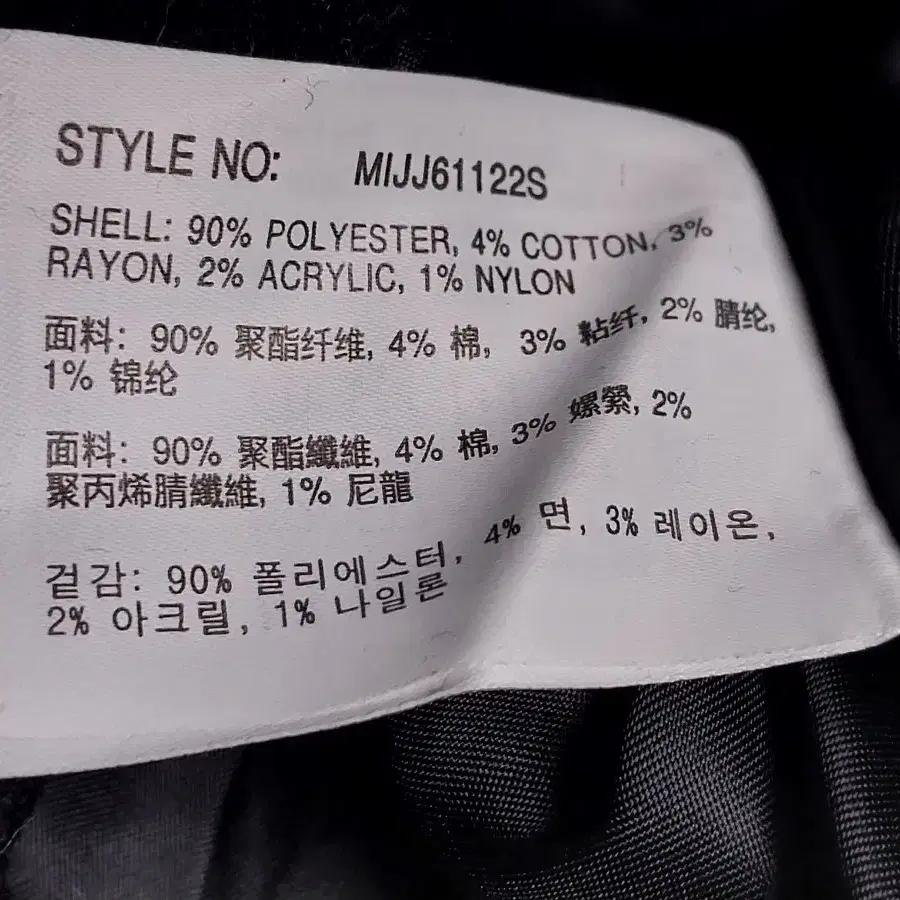 STYLE NO: MIJJ61122S
SHELL: 90% POLYESTER, 4% COTTON, 3%
RAYON, 2% ACRYLIC, 1% NYLON
面料: 90% 聚酯纤维, 4% 棉, 3% 粘纤, 2% 腈纶,
1% 锦纶
面料: 90% 聚酯纖維, 4% 棉, 3% 嫘縈, 2%
聚丙烯腈纖維, 1% 尼龍
겉감: 90% 폴리에스터, 4% 면, 3% 레이온,
2% 아크릴, 1% 나일론